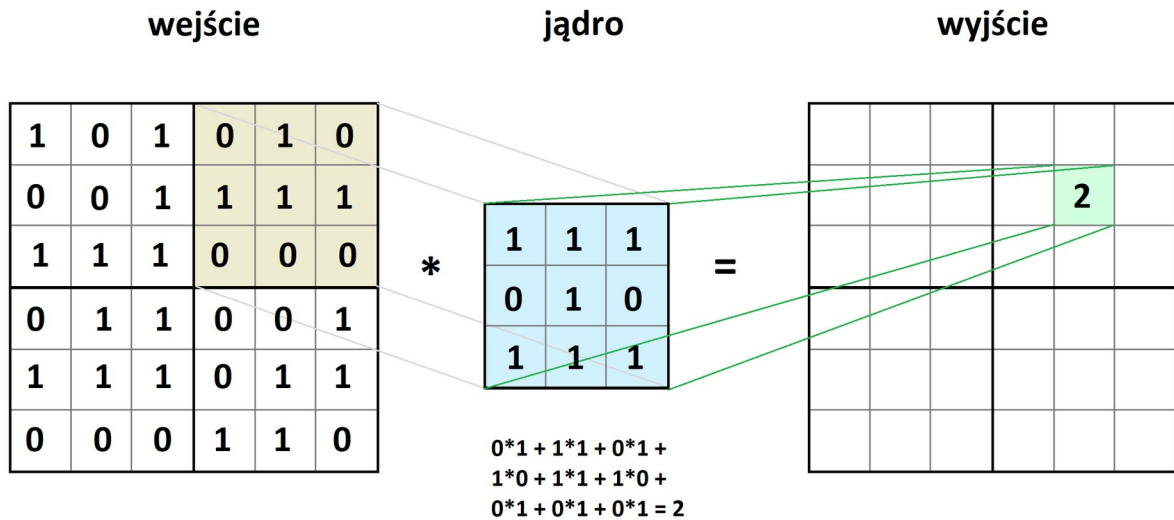 wejście jądro wyjście
1 0 1 0 1 0
0 0 1 1 1 1
1 1 1 0 0 0
0 1 1 0 0 1
1 1 1 0 1 1
0 0 0 1 1 0
*
1 1 1
0 1 0
1 1 1
=
2
0*1 + 1*1 + 0*1 +
1*0 + 1*1 + 1*0 +
0*1 + 0*1 + 0*1 = 2